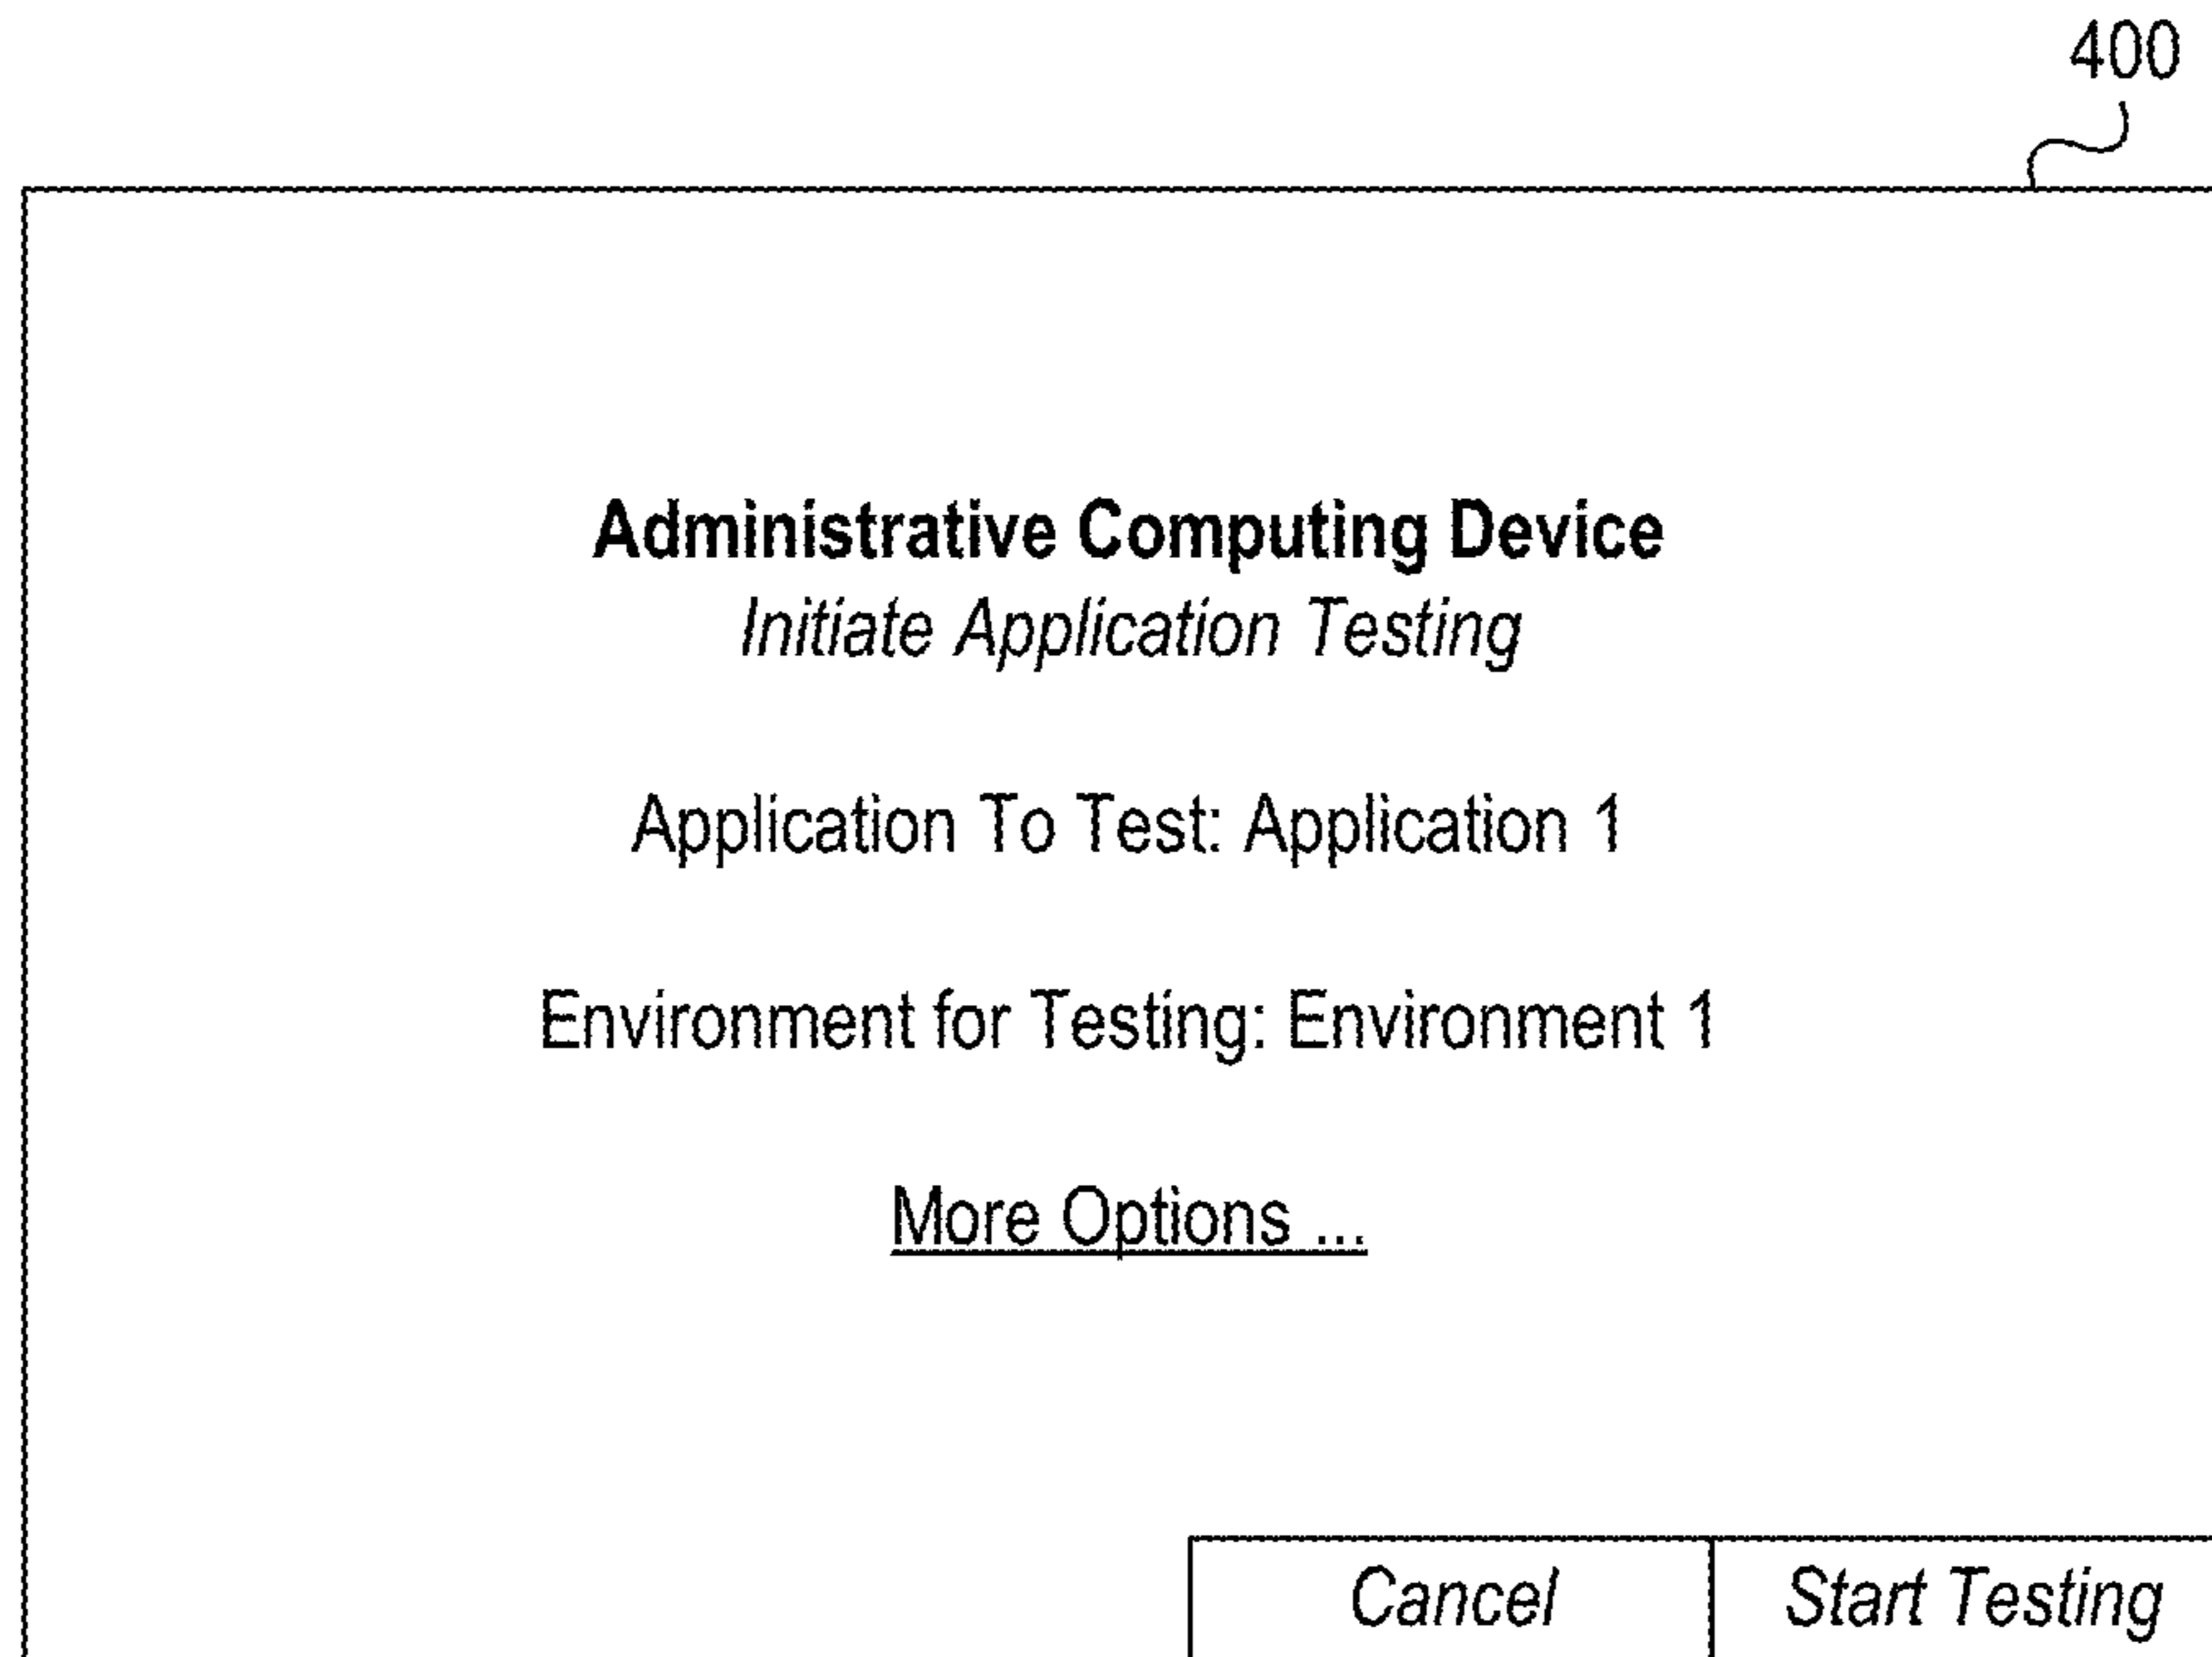 400
Administrative Computing Device
Initiate Application Testing
Application To Test: Application 1
Environment for Testing: Environment 1
More Options ...
Cancel
Start Testing